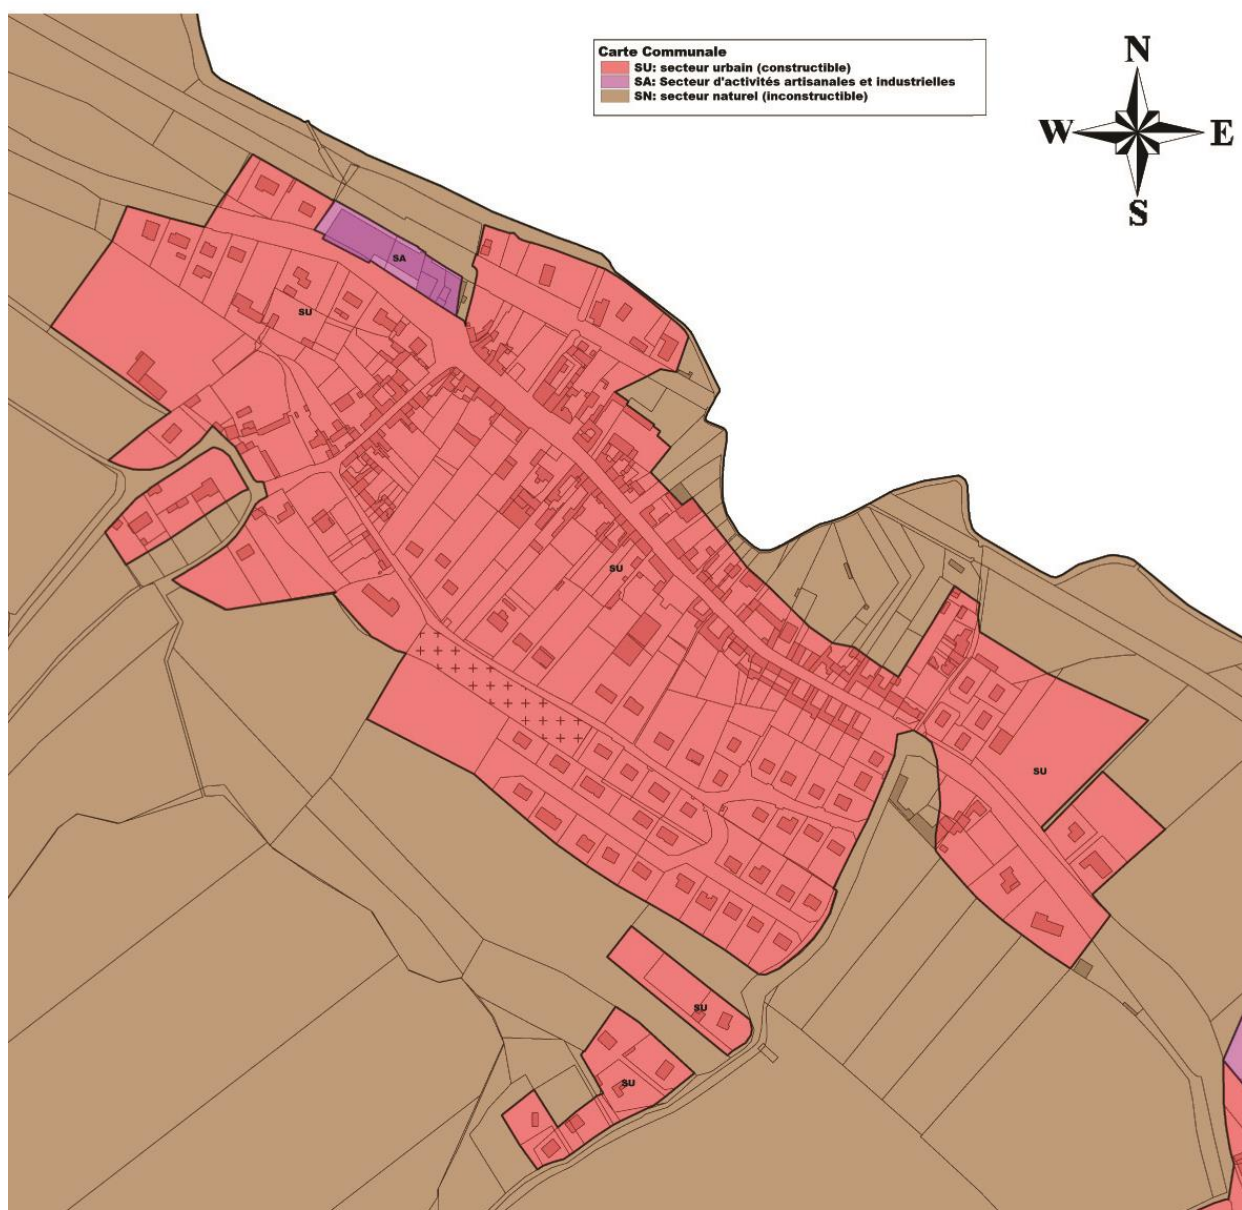 Carte Communale
SU: secteur urbain (constructible)
SA: Secteur d'activités artisanales et industrielles
SN: secteur naturel (inconstructible)
N
W E
S
SA
SU
SU
SU
SU
SU